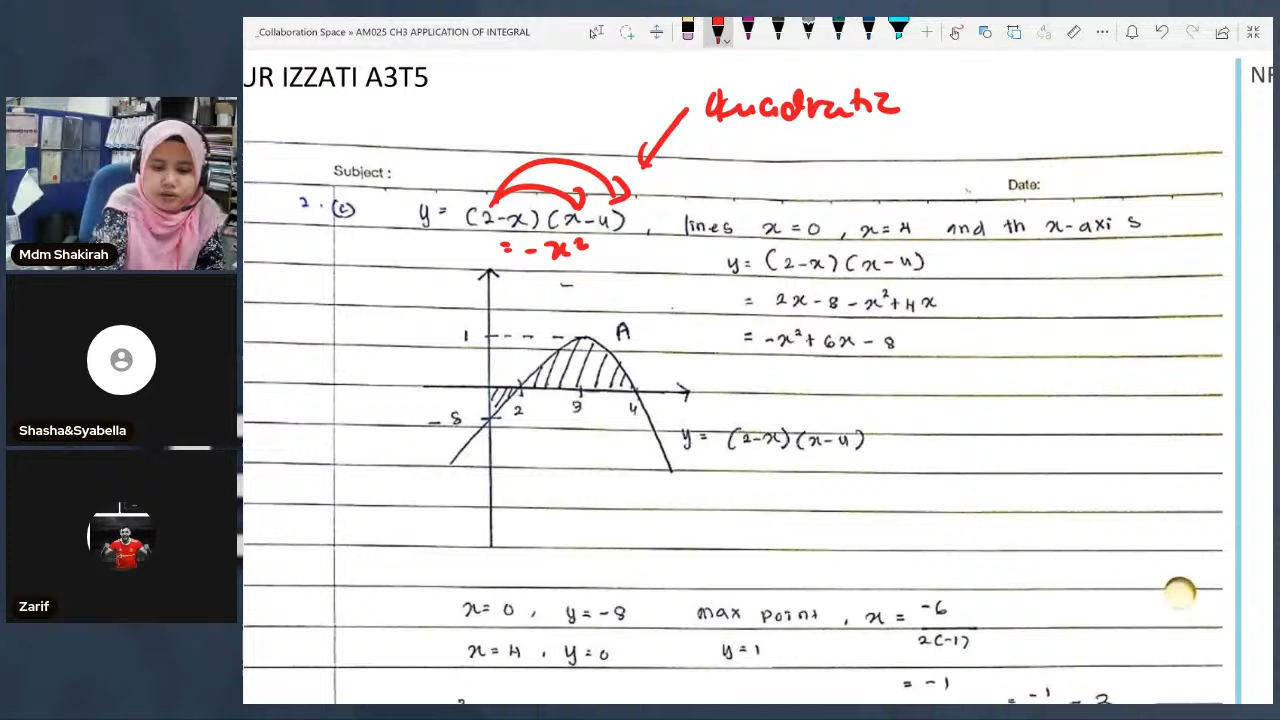 _Collaboration Space » AM025 CH3 APPLICATION OF INTEGRAL
UR IZZATI A3T5
NF
quadratic
Subject :
Date:
2 . (c) y = (2-x)(x-4) , lines x=0 , x=4 and th x-axis
= -x²
y = (2-x)(x-4)
= 2x - 8 - x² + 4x
= -x² + 6x - 8
1
A
2
3
4
-8
y = (2-x)(x-4)
x=0 , y=-8
max point , x = -6
2(-1)
x=4 , y=0
y=1
= -1
Mdm Shakirah
Shasha&Syabella
Zarif